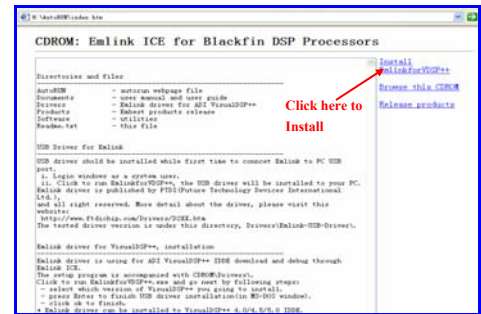 K:\AutoRUN\index htm
CDROM: Emlink ICE for Blackfin DSP Processors
Install
EmlinkforVDSP++
Browse this CDROM
Release products
Click here to
Install
Directories and files
AutoRUN - autorun webpage file
Documents - user manual and user guide
Drivers - Emlink driver for ADI VisualDSP++
Products - Embest products release
Software - utilities
Readme.txt - this file
USB Driver for Emlink
USB driver should be installed while first time to connect Emlink to PC USB
port.
i. Login windows as a system user.
ii. Click to run EmlinkforVDSP++, the USB driver will be installed to your PC.
Emlink driver is published by FTDI(Future Technology Devices International
Ltd.),
and all right reserved. More detail about the driver, please visit this
website:
http://www.ftdichip.com/Drivers/D2XX.htm
The tested driver version is under this directory, Drivers\Emlink-USB-Driver\.
Emlink driver for VisualDSP++, installation
Emlink driver is using for ADI VisualDSP++ IDDE download and debug through
Emlink ICE.
The setup program is accompanied with CDROM\Drivers\.
Click to run EmlinkforVDSP++.exe and go next by following steps:
- select which version of VisualDSP++ you going to install.
- press Enter to finish USB driver installation(in MS-DOS window).
- click ok to finish.
* Emlink driver can be installed to VisualDSP++ 4.0/4.5/5.0 IDDE.